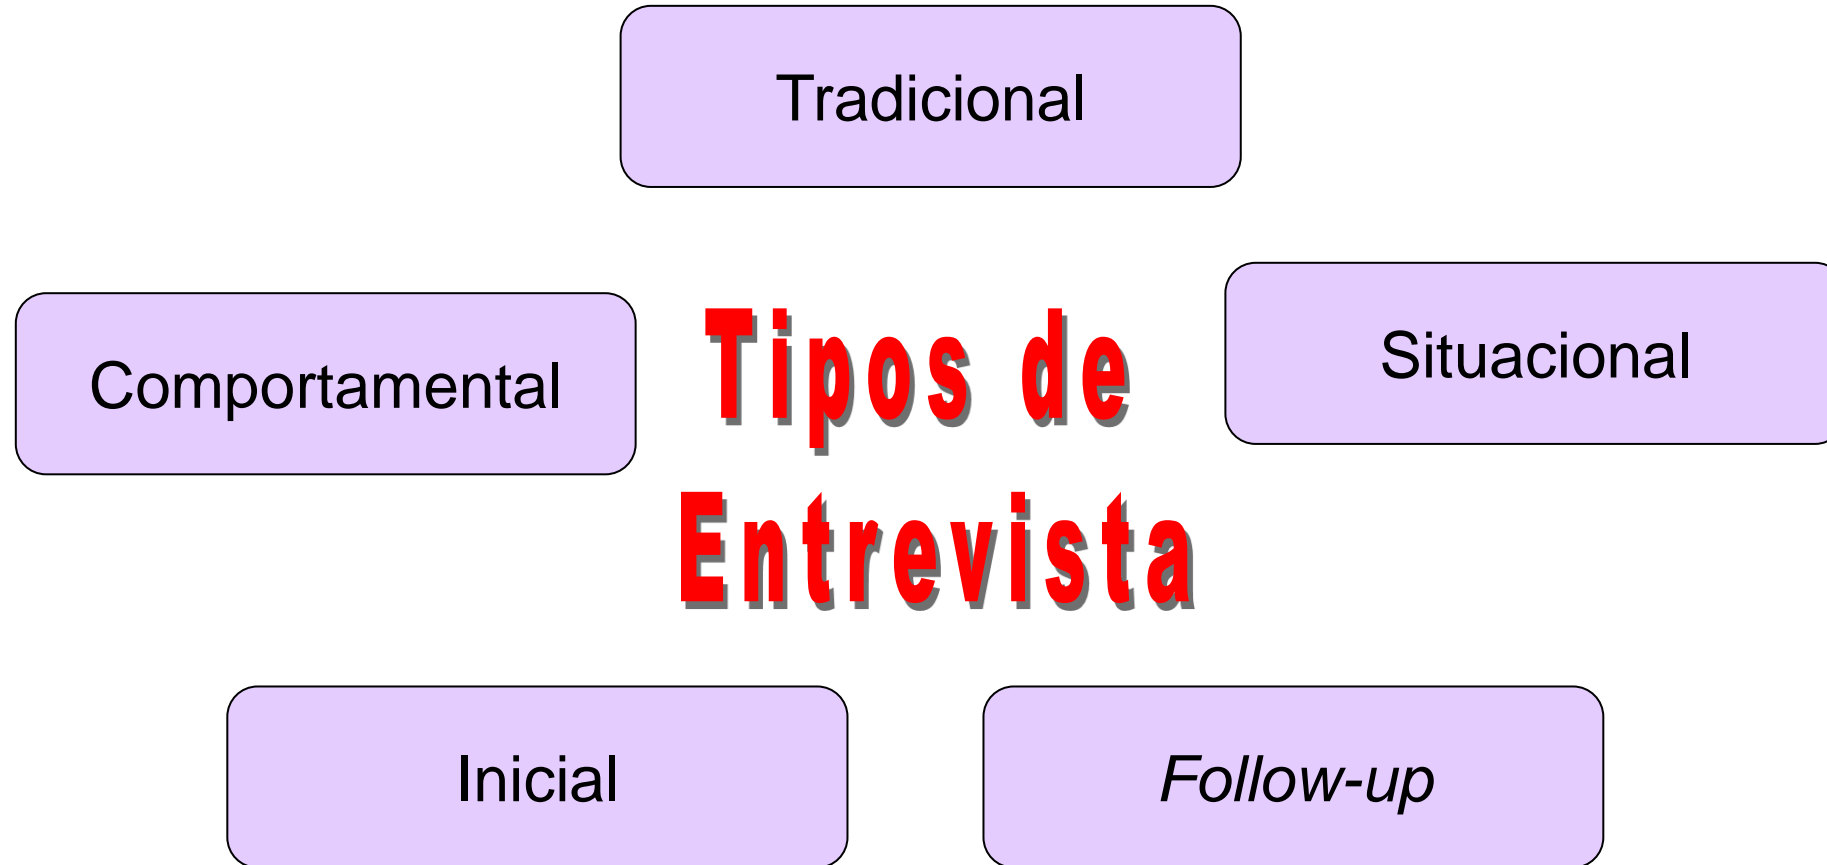 Tradicional
Comportamental
Tipos de
Entrevista
Situacional
Inicial
Follow-up